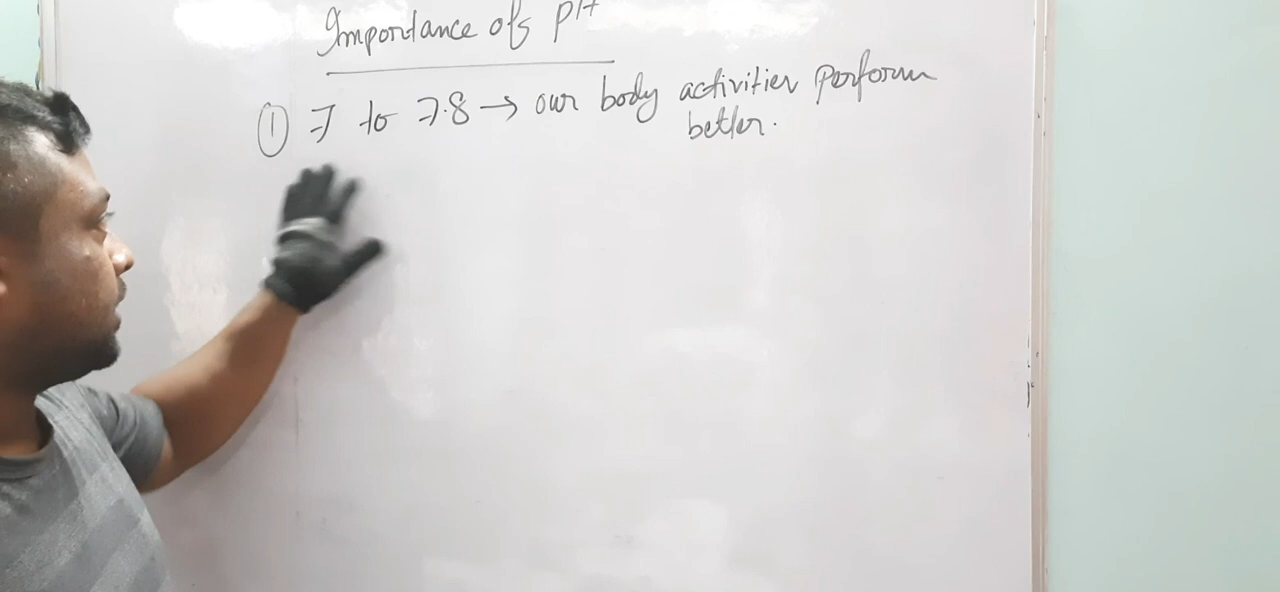 Importance of pH
① 7 to 7.8 → our body activities perform
better.